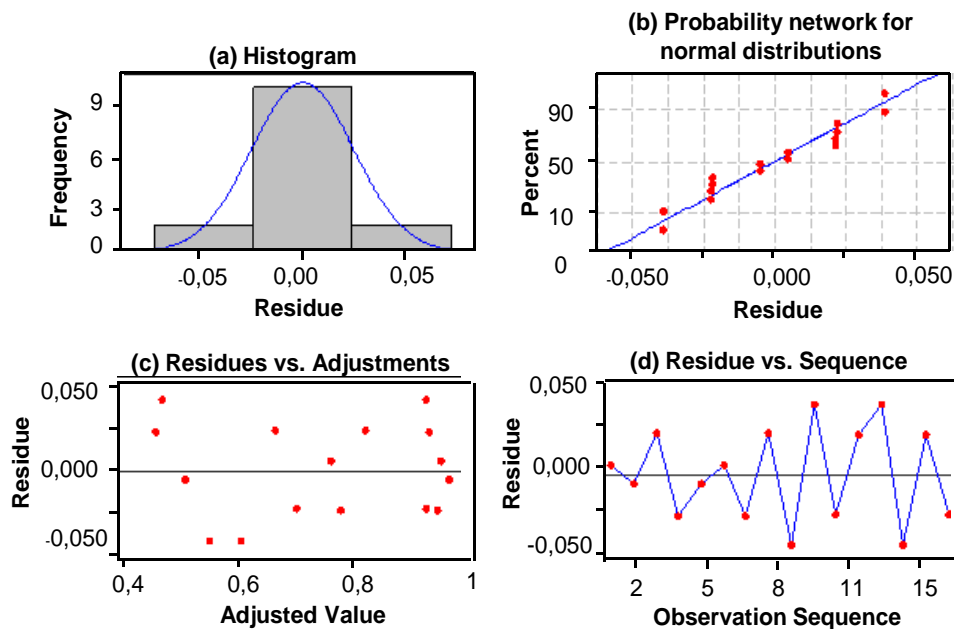 (a) Histogram
Frequency
9
6
3
0
-0,05
0,00
0,05
Residue
(b) Probability network for
normal distributions
Percent
90
50
10
0
-0,050
0,000
0,050
Residue
(c) Residues vs. Adjustments
Residue
0,050
0,000
-0,050
0,4
0,6
0,8
1
Adjusted Value
(d) Residue vs. Sequence
Residue
0,050
0,000
-0,050
2
5
8
11
15
Observation Sequence